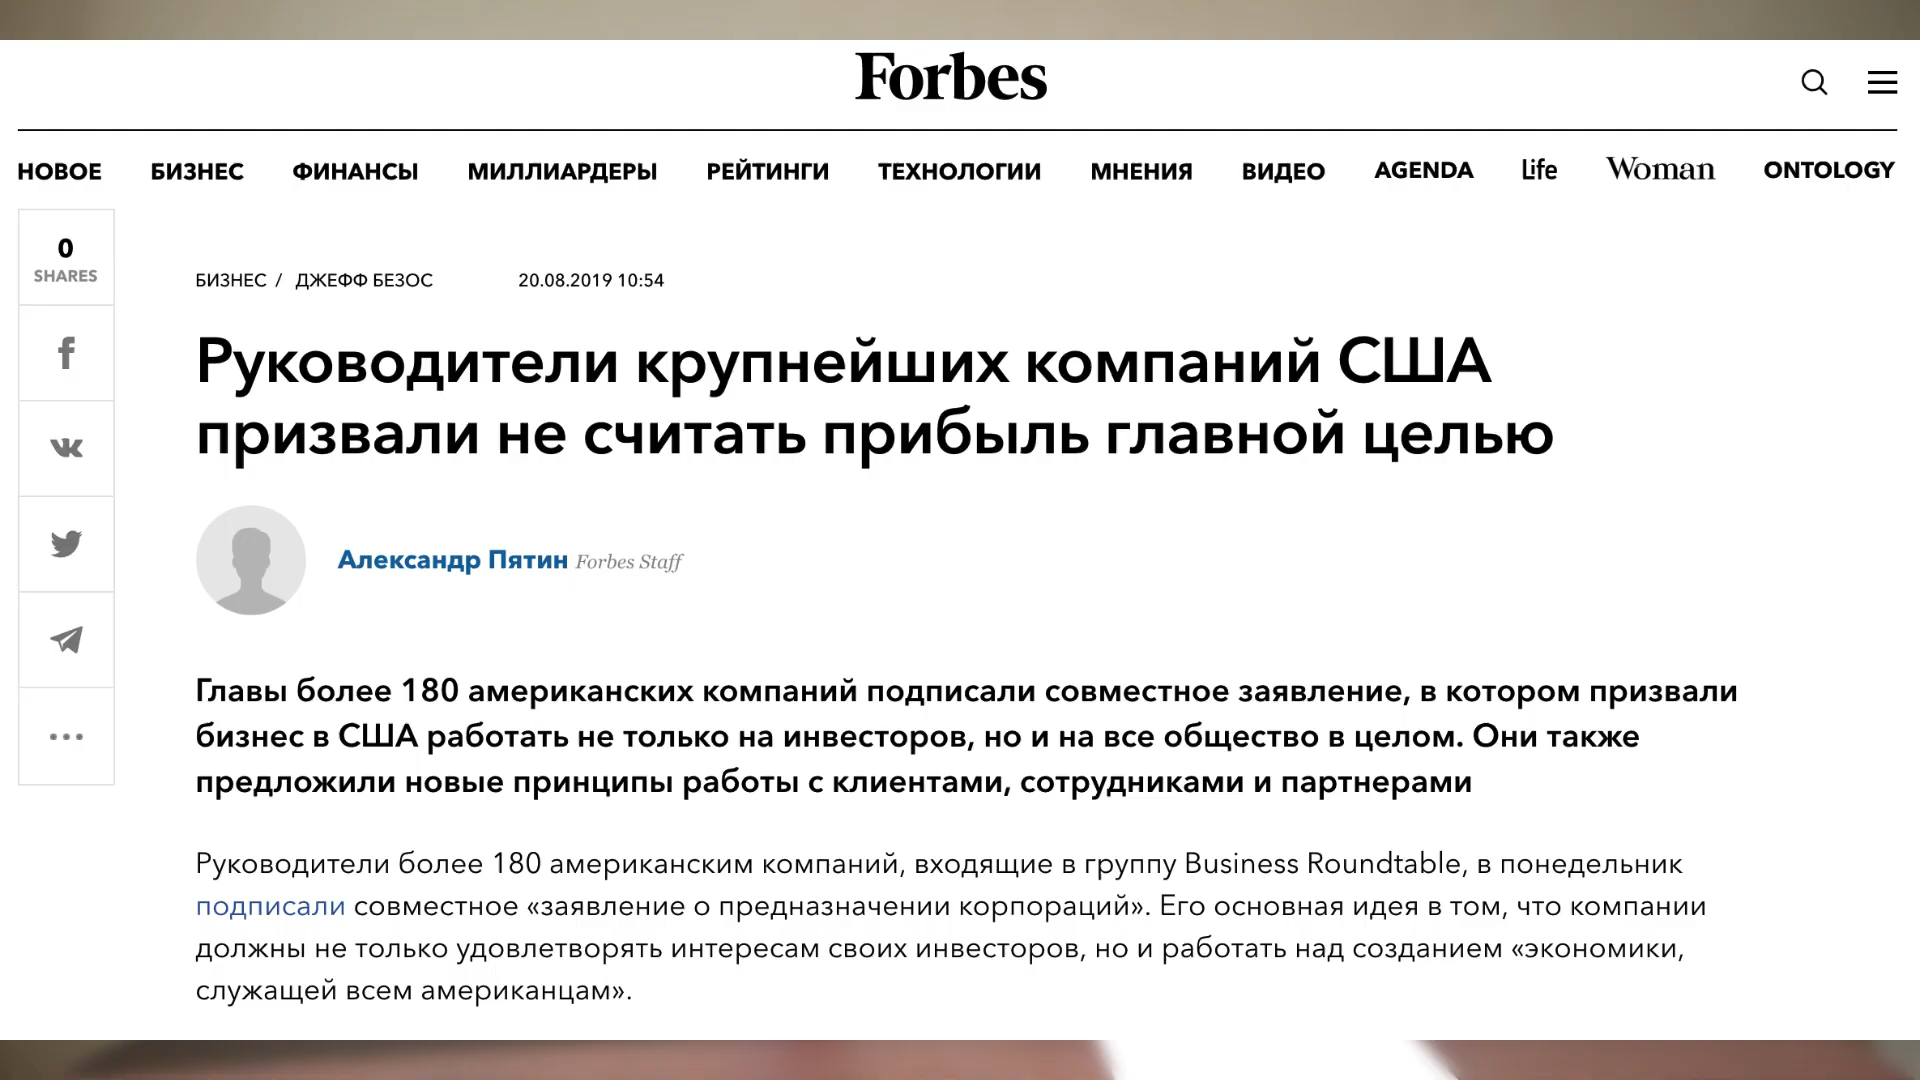 Forbes
НОВОЕ БИЗНЕС ФИНАНСЫ МИЛЛИАРДЕРЫ РЕЙТИНГИ ТЕХНОЛОГИИ МНЕНИЯ ВИДЕО AGENDA Life Woman ONTOLOGY
0
SHARES
БИЗНЕС / ДЖЕФФ БЕЗОС 20.08.2019 10:54
Руководители крупнейших компаний США
призвали не считать прибыль главной целью
Александр Пятин Forbes Staff
Главы более 180 американских компаний подписали совместное заявление, в котором призвали
бизнес в США работать не только на инвесторов, но и на все общество в целом. Они также
предложили новые принципы работы с клиентами, сотрудниками и партнерами
Руководители более 180 американским компаний, входящие в группу Business Roundtable, в понедельник
подписали совместное «заявление о предназначении корпораций». Его основная идея в том, что компании
должны не только удовлетворять интересам своих инвесторов, но и работать над созданием «экономики,
служащей всем американцам».